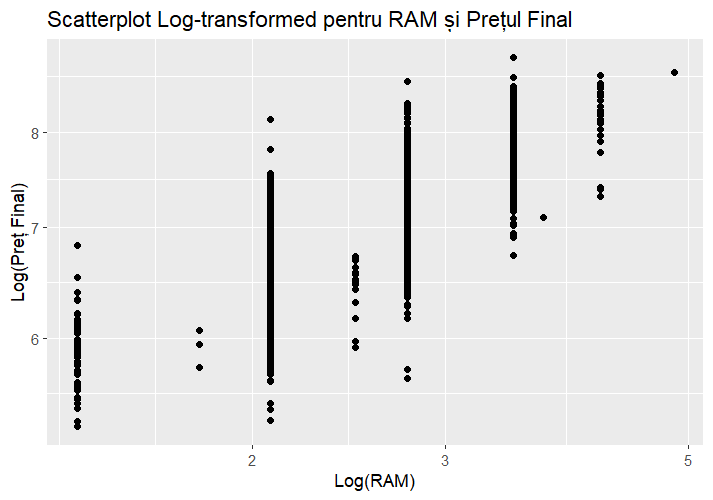 Scatterplot Log-transformed pentru RAM și Prețul Final
Log(Preț Final)
8
7
6
2
3
5
Log(RAM)